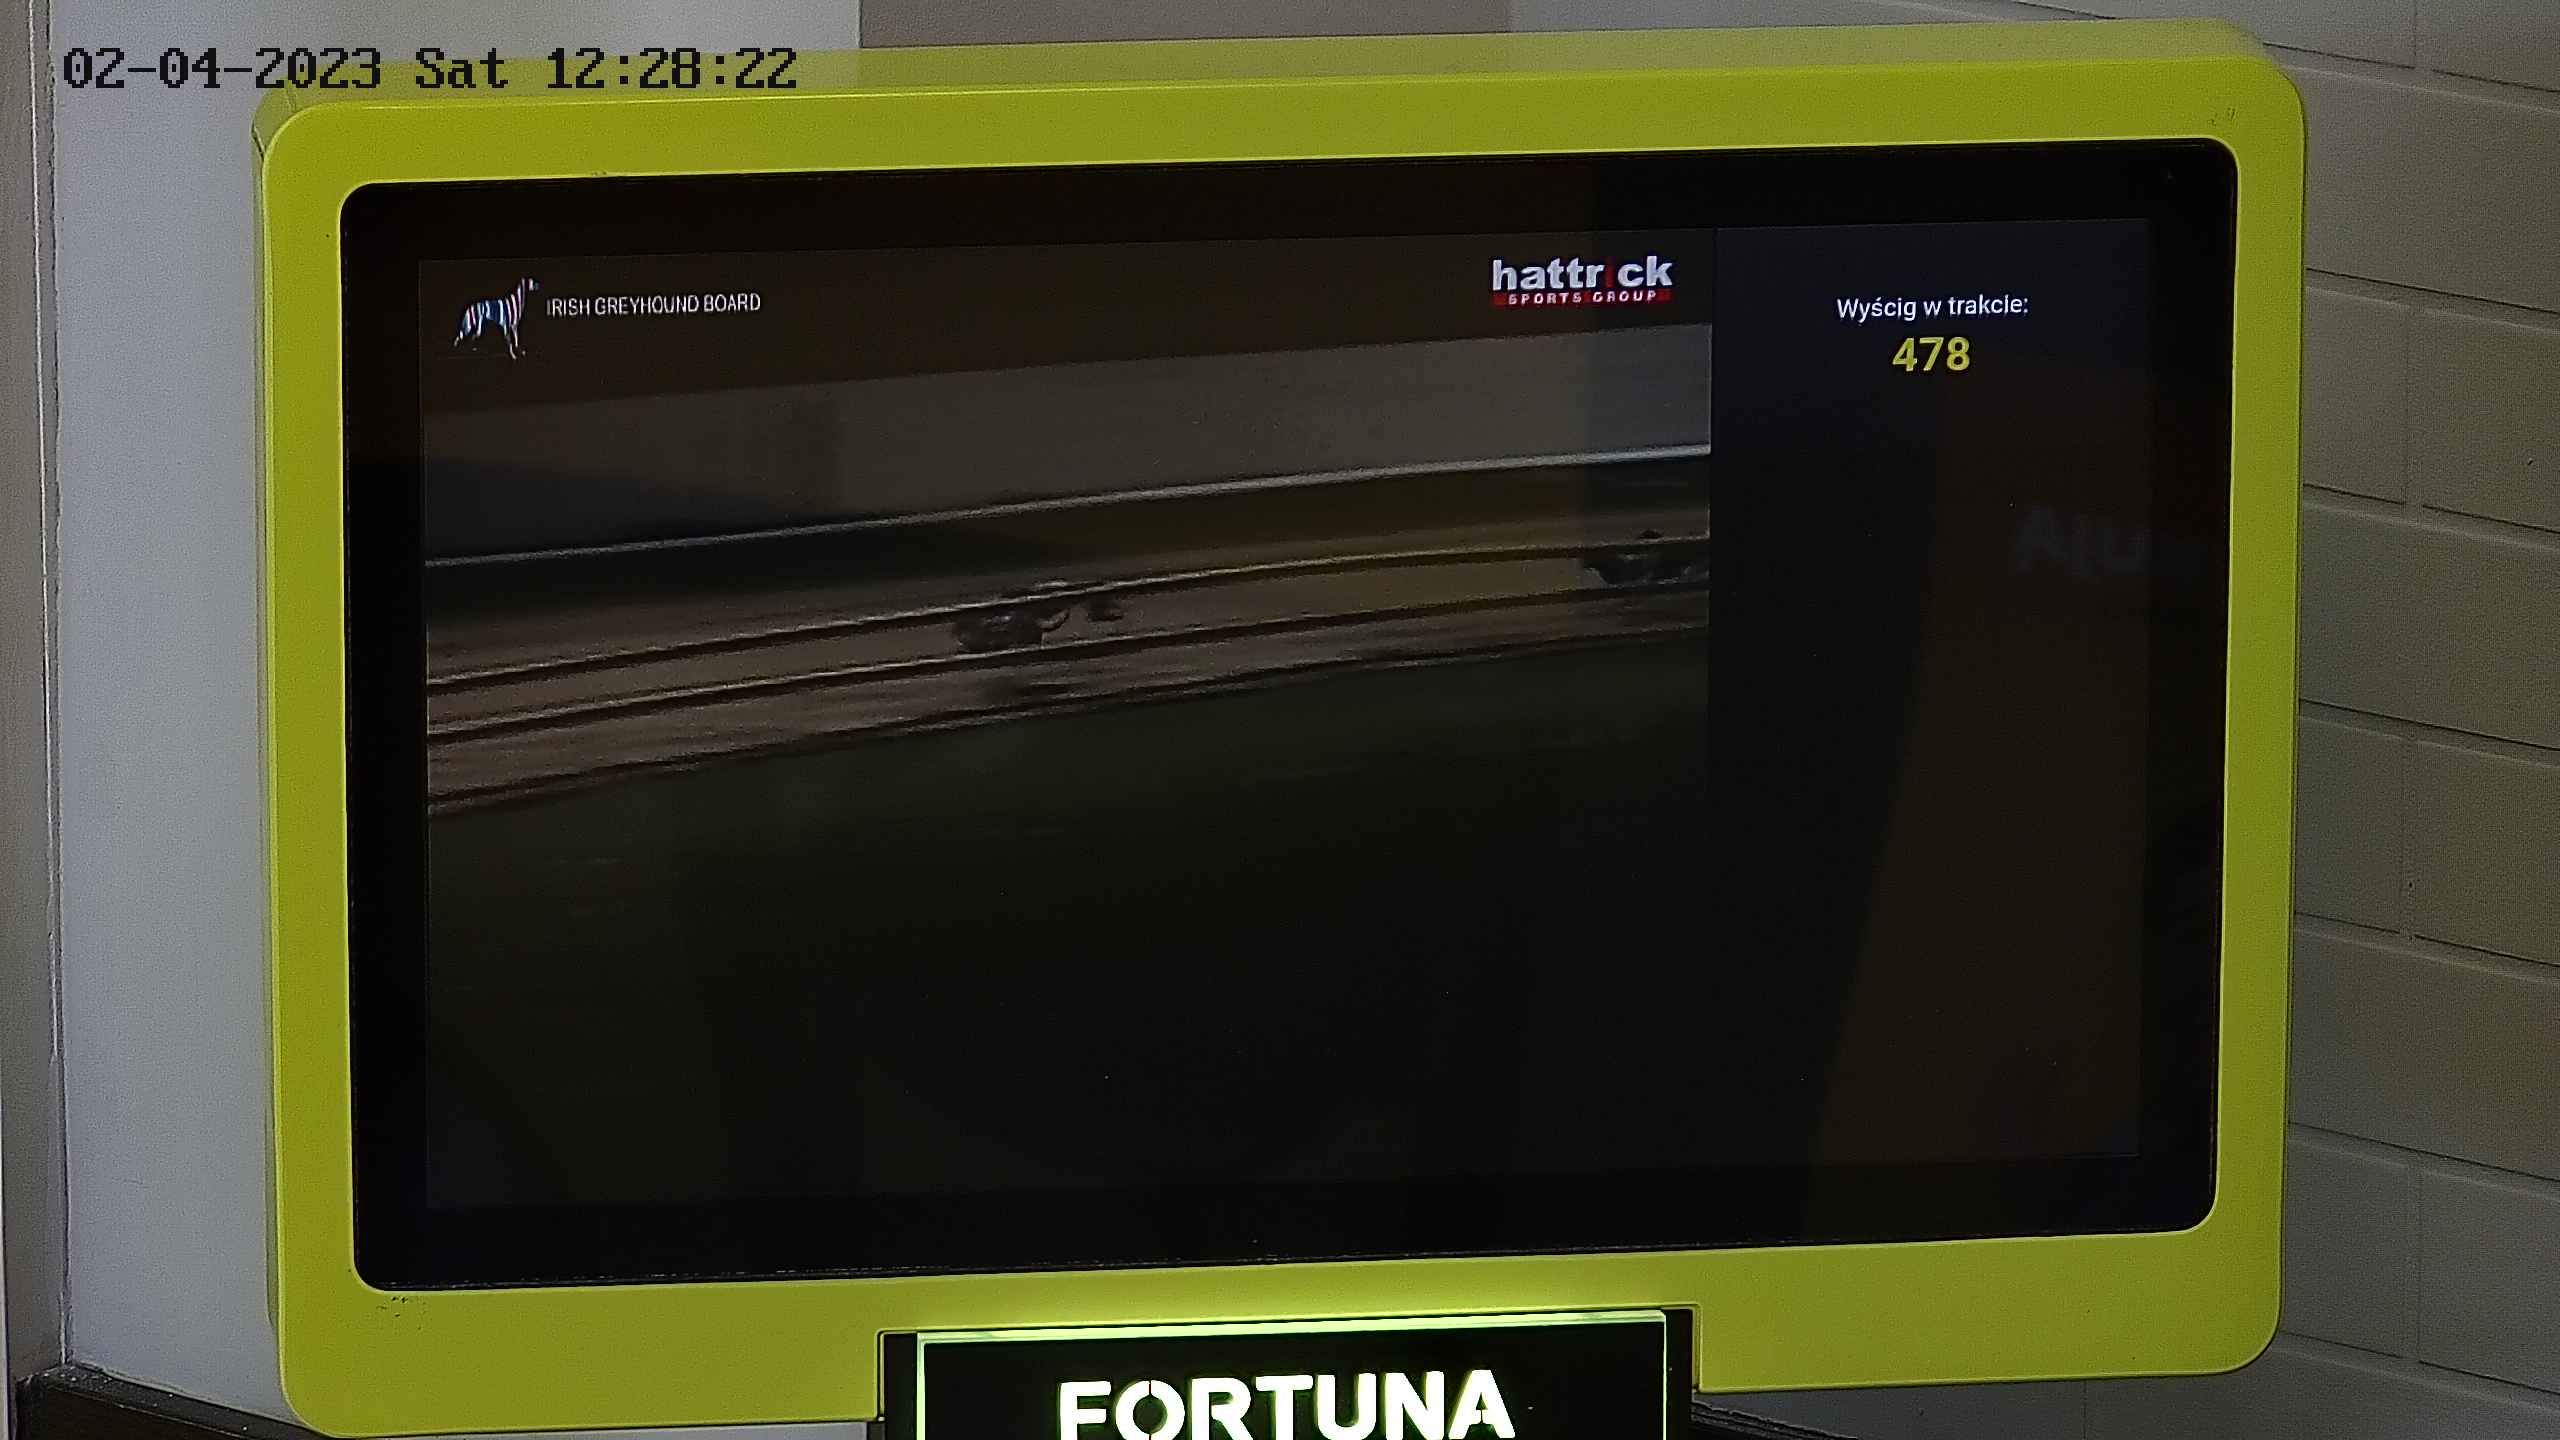 02-04-2023 Sat 12:28:22
IRISH GREYHOUND BOARD
hattrick
SPORTS GROUP
Wyścig w trakcie:
478
FORTUNA